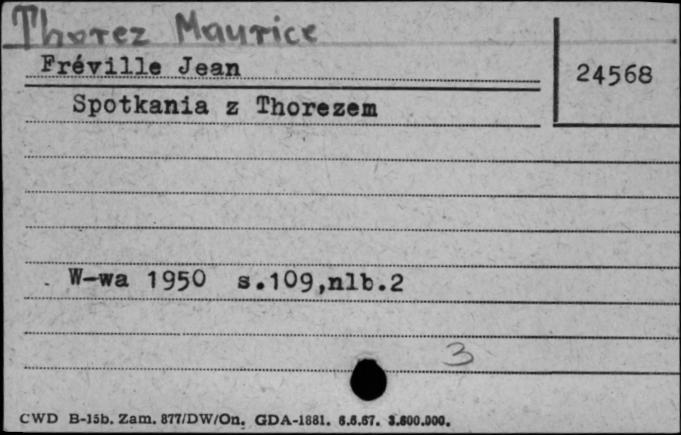 Thorez Maurice
Fréville Jean
24568
Spotkania z Thorezem
W-wa 1950 s.109,nlb.2
3
CWD B-15b. Zam. 877/DW/On. GDA-1881. 6.6.67. 3.600.000.